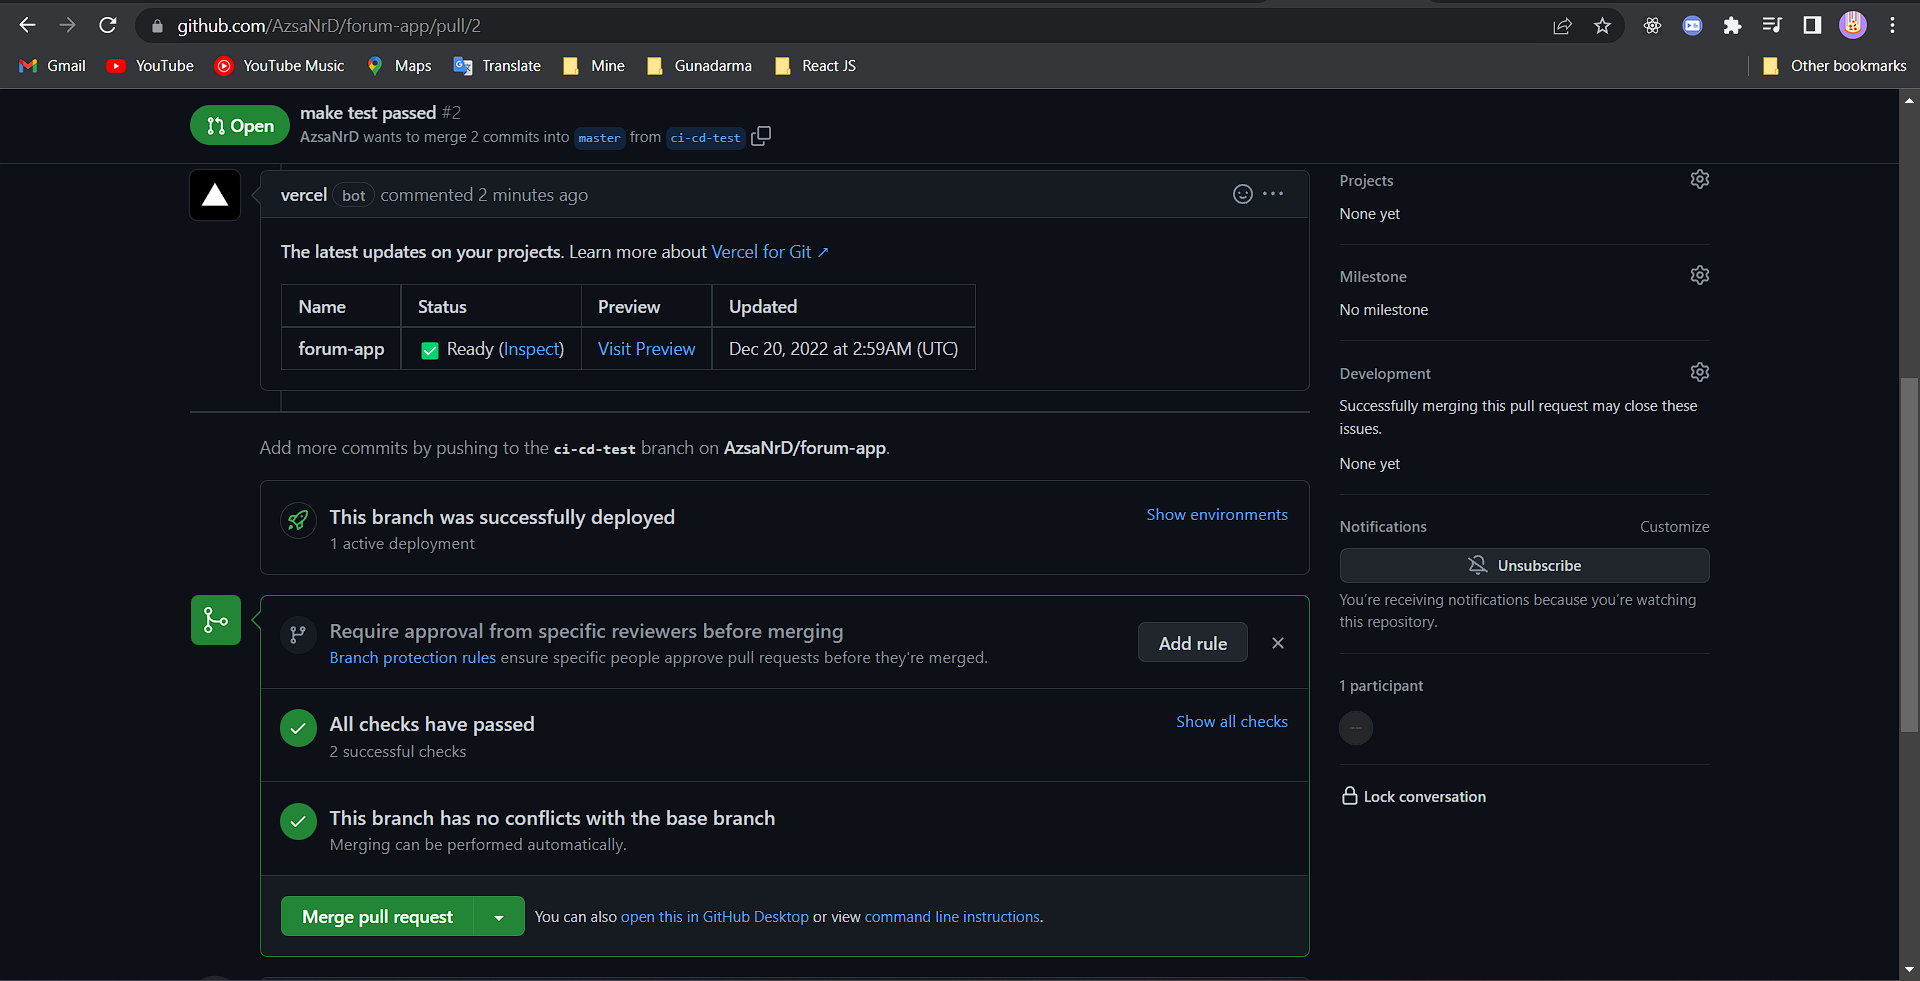 github.com/AzsaNrD/forum-app/pull/2
Gmail YouTube YouTube Music Maps Translate Mine Gunadarma React JS Other bookmarks
Open
make test passed #2
AzsaNrD wants to merge 2 commits into master from ci-cd-test
vercel bot commented 2 minutes ago
The latest updates on your projects. Learn more about Vercel for Git ↗
Name Status Preview Updated
forum-app ✅ Ready (Inspect) Visit Preview Dec 20, 2022 at 2:59AM (UTC)
Add more commits by pushing to the ci-cd-test branch on AzsaNrD/forum-app.
This branch was successfully deployed
1 active deployment
Show environments
Require approval from specific reviewers before merging
Branch protection rules ensure specific people approve pull requests before they're merged.
Add rule
All checks have passed
2 successful checks
Show all checks
This branch has no conflicts with the base branch
Merging can be performed automatically.
Merge pull request
You can also open this in GitHub Desktop or view command line instructions.
Projects
None yet
Milestone
No milestone
Development
Successfully merging this pull request may close these
issues.
None yet
Notifications Customize
Unsubscribe
You're receiving notifications because you're watching
this repository.
1 participant
Lock conversation